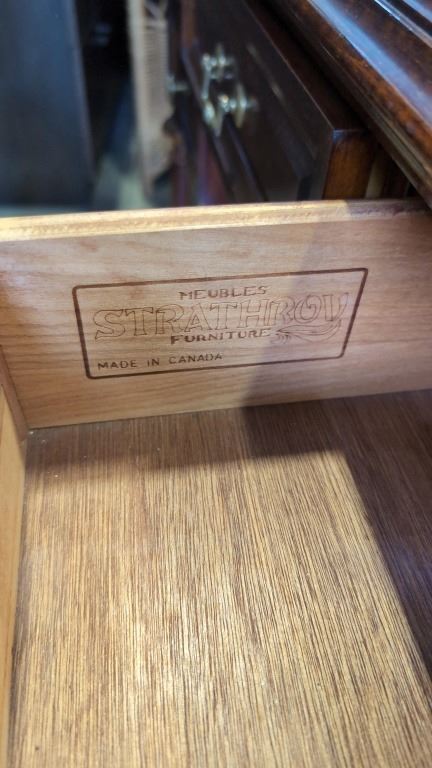 MEUBLES
STRATHROY
FURNITURE
MADE IN CANADA